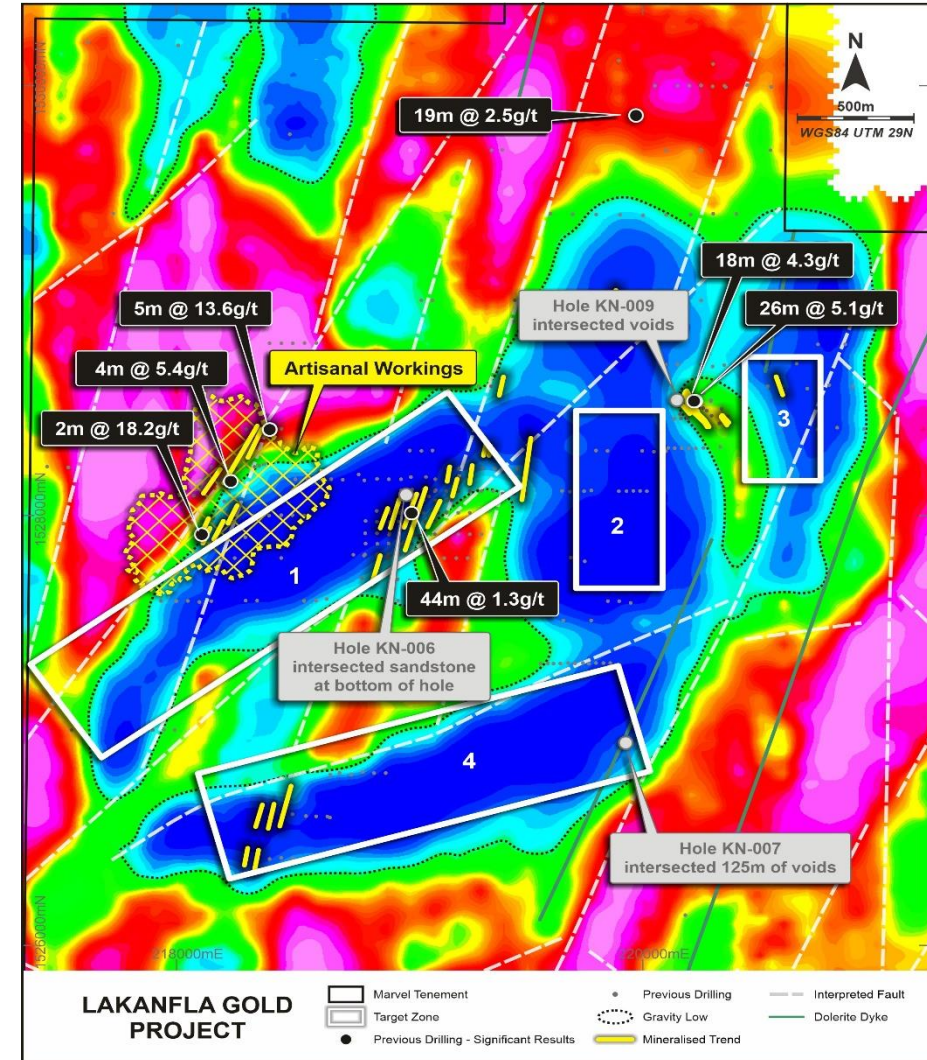 N
500m
WGS84 UTM 29N
19m @ 2.5g/t
18m @ 4.3g/t
26m @ 5.1g/t
Hole KN-009
intersected voids
5m @ 13.6g/t
4m @ 5.4g/t
Artisanal Workings
2m @ 18.2g/t
3
2
1
1528000mN
44m @ 1.3g/t
Hole KN-006
intersected sandstone
at bottom of hole
4
Hole KN-007
intersected 125m of voids
1526000mN
218000mE
220000mE
LAKANFLA GOLD
PROJECT
Marvel Tenement
Target Zone
Previous Drilling - Significant Results
Previous Drilling
Gravity Low
Mineralised Trend
Interpreted Fault
Dolerite Dyke